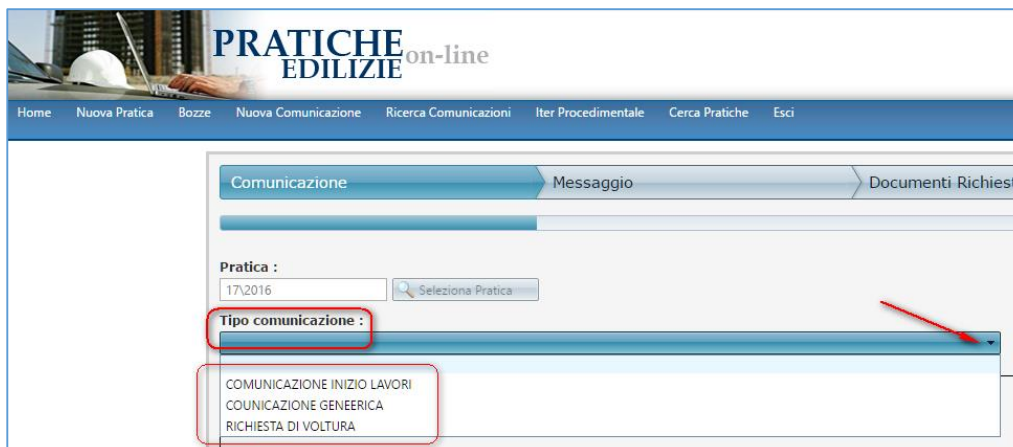 PRATICHE
EDILIZIE on-line
Home Nuova Pratica Bozze Nuova Comunicazione Ricerca Comunicazioni Iter Procedimentale Cerca Pratiche Esci
Comunicazione Messaggio Documenti Richiest
Pratica :
17\2016 Seleziona Pratica
Tipo comunicazione :
COMUNICAZIONE INIZIO LAVORI
COUNICAZIONE GENEERICA
RICHIESTA DI VOLTURA